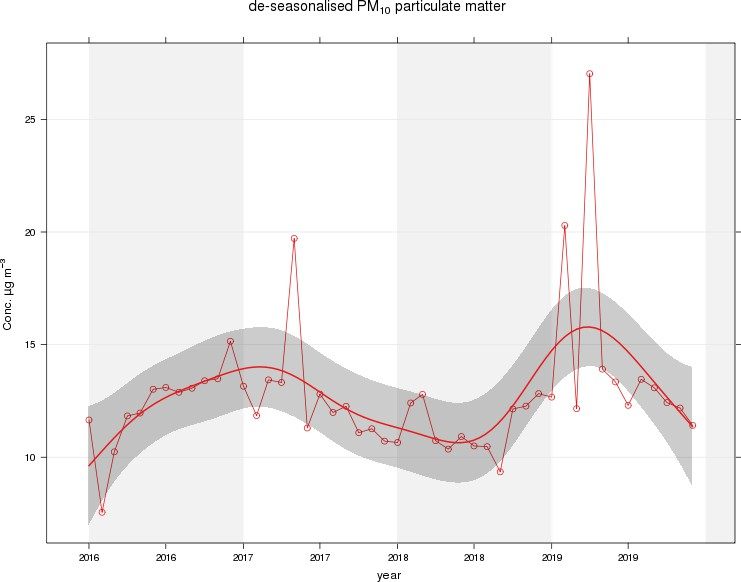 de-seasonalised PM₁₀ particulate matter
25
20
15
10
Conc. µg m⁻³
2016 2016 2017 2017 2018 2018 2019 2019
year